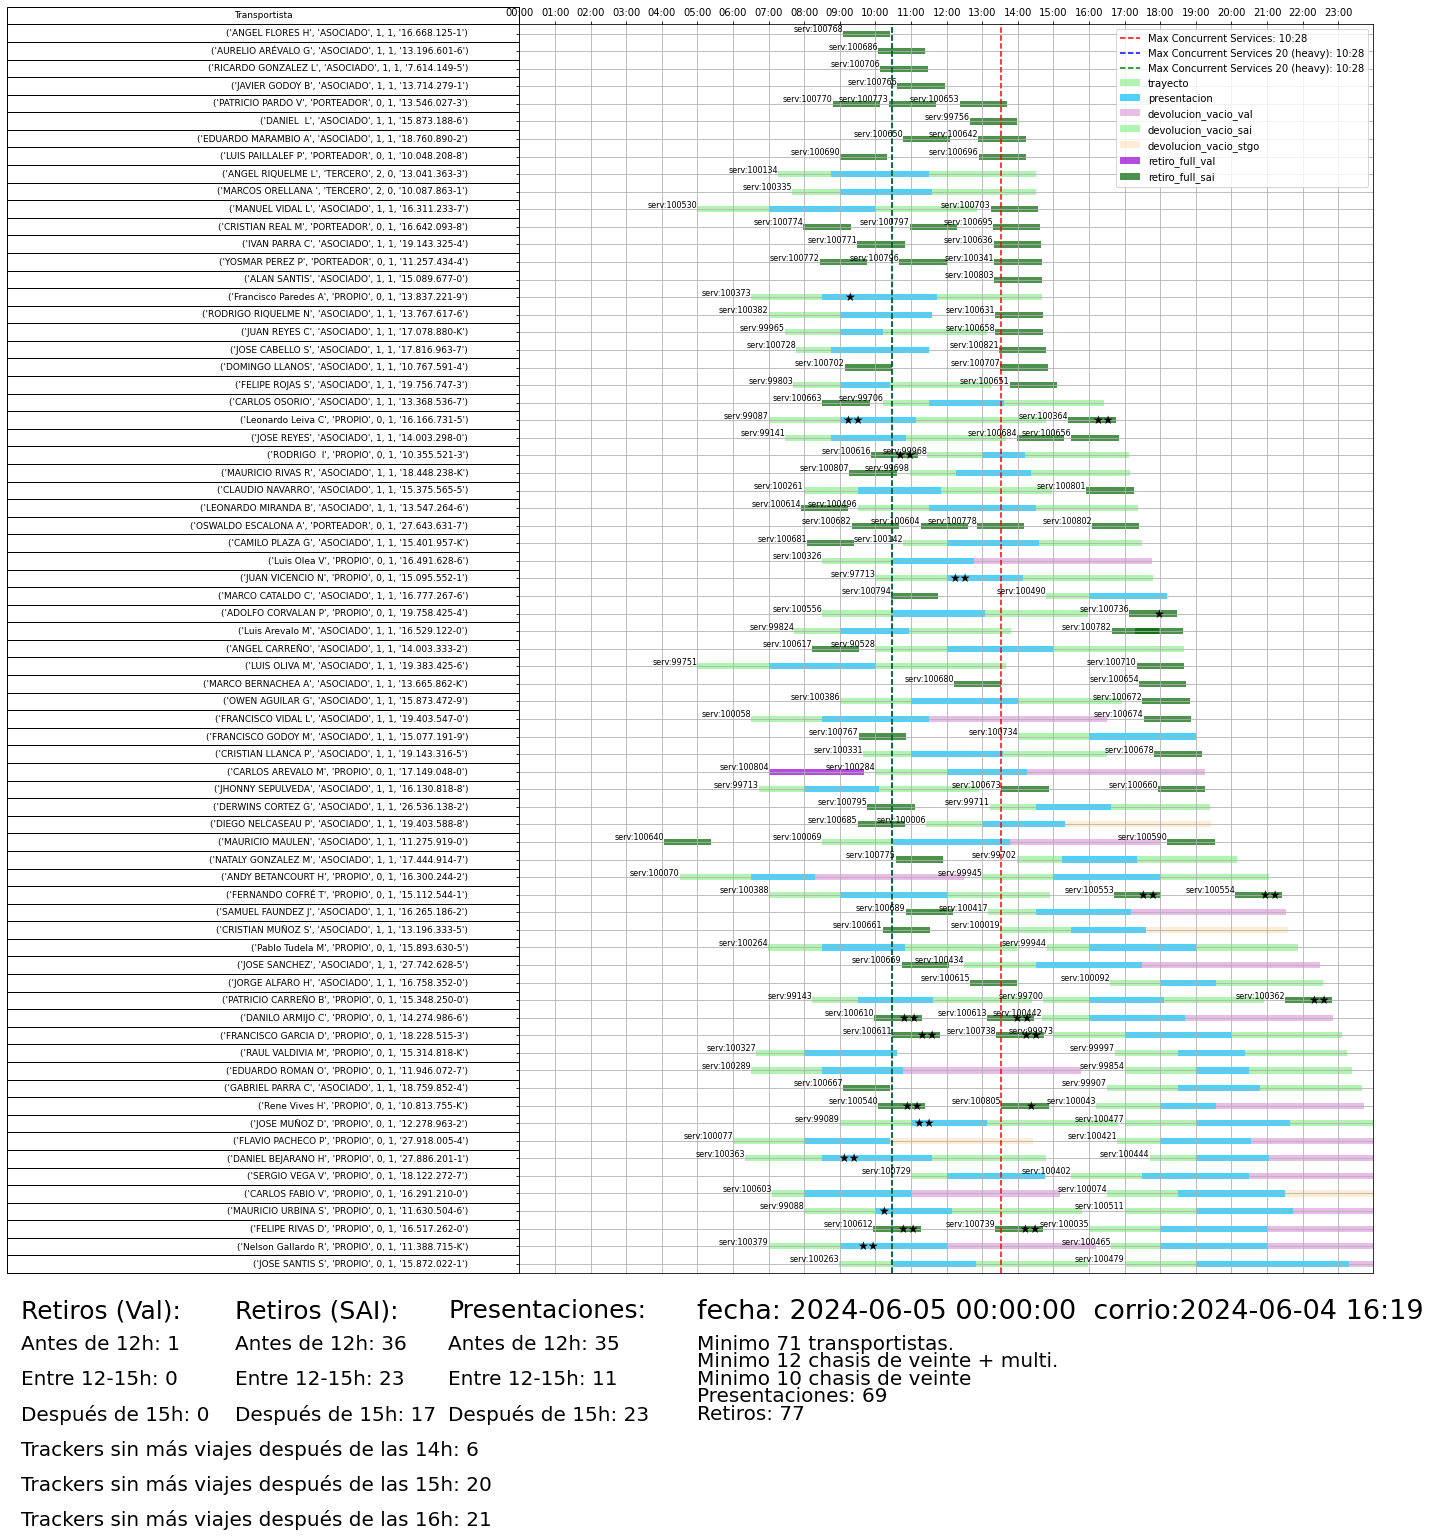 Transportista
00:00 01:00 02:00 03:00 04:00 05:00 06:00 07:00 08:00 09:00 10:00 11:00 12:00 13:00 14:00 15:00 16:00 17:00 18:00 19:00 20:00 21:00 22:00 23:00
Max Concurrent Services: 10:28
Max Concurrent Services 20 (heavy): 10:28
Max Concurrent Services 20 (heavy): 10:28
trayecto
presentacion
devolucion_vacio_val
devolucion_vacio_sai
devolucion_vacio_stgo
retiro_full_val
retiro_full_sai
('ANGEL FLORES H', 'ASOCIADO', 1, 1, '16.668.125-1') serv:100768
('AURELIO ARÉVALO G', 'ASOCIADO', 1, 1, '13.196.601-6') serv:100686
('RICARDO GONZALEZ L', 'ASOCIADO', 1, 1, '7.614.149-5') serv:100706
('JAVIER GODOY B', 'ASOCIADO', 1, 1, '13.714.279-1') serv:100765
('PATRICIO PARDO V', 'PORTEADOR', 0, 1, '13.546.027-3') serv:100770 serv:100773 serv:100653
('DANIEL  L', 'ASOCIADO', 1, 1, '15.873.188-6') serv:99756
('EDUARDO MARAMBIO A', 'ASOCIADO', 1, 1, '18.760.890-2') serv:100650 serv:100642
('LUIS PAILLALEF P', 'PORTEADOR', 0, 1, '10.048.208-8') serv:100690 serv:100696
('ANGEL RIQUELME L', 'TERCERO', 2, 0, '13.041.363-3') serv:100134
('MARCOS ORELLANA ', 'TERCERO', 2, 0, '10.087.863-1') serv:100335
('MANUEL VIDAL L', 'ASOCIADO', 1, 1, '16.311.233-7') serv:100530 serv:100703
('CRISTIAN REAL M', 'PORTEADOR', 0, 1, '16.642.093-8') serv:100774 serv:100797 serv:100695
('IVAN PARRA C', 'ASOCIADO', 1, 1, '19.143.325-4') serv:100771 serv:100636
('YOSMAR PEREZ P', 'PORTEADOR', 0, 1, '11.257.434-4') serv:100772 serv:100796 serv:100341
('ALAN SANTIS', 'ASOCIADO', 1, 1, '15.089.677-0') serv:100803
('Francisco Paredes A', 'PROPIO', 0, 1, '13.837.221-9') serv:100373
('RODRIGO RIQUELME N', 'ASOCIADO', 1, 1, '13.767.617-6') serv:100382 serv:100631
('JUAN REYES C', 'ASOCIADO', 1, 1, '17.078.880-K') serv:99965 serv:100658
('JOSE CABELLO S', 'ASOCIADO', 1, 1, '17.816.963-7') serv:100728 serv:100821
('DOMINGO LLANOS', 'ASOCIADO', 1, 1, '10.767.591-4') serv:100702 serv:100707
('FELIPE ROJAS S', 'ASOCIADO', 1, 1, '19.756.747-3') serv:99803 serv:100651
('CARLOS OSORIO', 'ASOCIADO', 1, 1, '13.368.536-7') serv:100663 serv:99706
('Leonardo Leiva C', 'PROPIO', 0, 1, '16.166.731-5') serv:99087 serv:100364
('JOSE REYES', 'ASOCIADO', 1, 1, '14.003.298-0') serv:99141 serv:100684 serv:100656
('RODRIGO  I', 'PROPIO', 0, 1, '10.355.521-3') serv:100616 serv:99968
('MAURICIO RIVAS R', 'ASOCIADO', 1, 1, '18.448.238-K') serv:100807 serv:99698
('CLAUDIO NAVARRO', 'ASOCIADO', 1, 1, '15.375.565-5') serv:100261 serv:100801
('LEONARDO MIRANDA B', 'ASOCIADO', 1, 1, '13.547.264-6') serv:100614 serv:100496
('OSWALDO ESCALONA A', 'PORTEADOR', 0, 1, '27.643.631-7') serv:100682 serv:100604 serv:100778 serv:100802
('CAMILO PLAZA G', 'ASOCIADO', 1, 1, '15.401.957-K') serv:100681 serv:100142
('Luis Olea V', 'PROPIO', 0, 1, '16.491.628-6') serv:100326
('JUAN VICENCIO N', 'PROPIO', 0, 1, '15.095.552-1') serv:97713
('MARCO CATALDO C', 'PROPIO', 0, 1, '16.777.267-6') serv:100794 serv:100490
('ADOLFO CORVALAN P', 'PROPIO', 0, 1, '19.758.425-4') serv:100556 serv:100736
('Luis Arevalo M', 'ASOCIADO', 1, 1, '16.529.122-0') serv:99824 serv:100782
('ANGEL CARREÑO', 'ASOCIADO', 1, 1, '14.003.333-2') serv:100617 serv:90528
('LUIS OLIVA M', 'ASOCIADO', 1, 1, '19.383.425-6') serv:99751 serv:100710
('MARCO BERNACHEA A', 'ASOCIADO', 1, 1, '13.665.862-K') serv:100680 serv:100654
('OWEN AGUILAR G', 'ASOCIADO', 1, 1, '15.873.472-9') serv:100386 serv:100672
('FRANCISCO VIDAL L', 'ASOCIADO', 1, 1, '19.403.547-0') serv:100058 serv:100674
('FRANCISCO GODOY M', 'ASOCIADO', 1, 1, '15.077.191-9') serv:100767 serv:100734
('CRISTIAN LLANCA P', 'ASOCIADO', 1, 1, '19.143.316-5') serv:100331 serv:100678
('CARLOS AREVALO M', 'PROPIO', 0, 1, '17.149.048-0') serv:100804 serv:100284
('JHONNY SEPULVEDA', 'ASOCIADO', 1, 1, '16.130.818-8') serv:99713 serv:100673 serv:100660
('DERWINS CORTEZ G', 'ASOCIADO', 1, 1, '26.536.138-2') serv:100795 serv:99711
('DIEGO NELCASEAU P', 'ASOCIADO', 1, 1, '19.403.588-8') serv:100685 serv:100006
('MAURICIO MAULEN', 'ASOCIADO', 1, 1, '11.275.919-0') serv:100640 serv:100069 serv:100590
('NATALY GONZALEZ M', 'ASOCIADO', 1, 1, '17.444.914-7') serv:100775 serv:99702
('ANDY BETANCOURT H', 'PROPIO', 0, 1, '16.300.244-2') serv:100070 serv:99945
('FERNANDO COFRÉ T', 'PROPIO', 0, 1, '15.112.544-1') serv:100388 serv:100553 serv:100554
('SAMUEL FAUNDEZ J', 'ASOCIADO', 1, 1, '16.265.186-2') serv:100689 serv:100417
('CRISTIAN MUÑOZ S', 'ASOCIADO', 1, 1, '13.196.333-5') serv:100661 serv:100019
('Pablo Tudela M', 'PROPIO', 0, 1, '15.893.630-5') serv:100264 serv:99944
('JOSE SANCHEZ', 'ASOCIADO', 1, 1, '27.742.628-5') serv:100669 serv:100434
('JORGE ALFARO H', 'ASOCIADO', 1, 1, '16.758.352-0') serv:100615 serv:100092
('PATRICIO CARREÑO B', 'PROPIO', 0, 1, '15.348.250-0') serv:99143 serv:99700 serv:100362
('DANILO ARMIJO C', 'PROPIO', 0, 1, '14.274.986-6') serv:100610 serv:100613 serv:100442
('FRANCISCO GARCIA D', 'PROPIO', 0, 1, '18.228.515-3') serv:100611 serv:100738 serv:99973
('RAUL VALDIVIA M', 'PROPIO', 0, 1, '15.314.818-K') serv:100327 serv:99997
('EDUARDO ROMAN O', 'PROPIO', 0, 1, '11.946.072-7') serv:100289 serv:99854
('GABRIEL PARRA C', 'ASOCIADO', 1, 1, '18.759.852-4') serv:100667 serv:99907
('Rene Vives H', 'PROPIO', 0, 1, '10.813.755-K') serv:100540 serv:100805 serv:100043
('JOSE MUÑOZ D', 'PROPIO', 0, 1, '12.278.963-2') serv:99089 serv:100477
('FLAVIO PACHECO P', 'PROPIO', 0, 1, '27.918.005-4') serv:100077 serv:100421
('DANIEL BEJARANO H', 'PROPIO', 0, 1, '27.886.201-1') serv:100363 serv:100444
('SERGIO VEGA V', 'PROPIO', 0, 1, '18.122.272-7') serv:100729 serv:100402
('CARLOS FABIO V', 'PROPIO', 0, 1, '16.291.210-0') serv:100603 serv:100074
('MAURICIO URBINA S', 'PROPIO', 0, 1, '11.630.504-6') serv:99088 serv:100511
('FELIPE RIVAS D', 'PROPIO', 0, 1, '16.517.262-0') serv:100612 serv:100739 serv:100035
('Nelson Gallardo R', 'PROPIO', 0, 1, '11.388.715-K') serv:100379 serv:100465
('JOSE SANTIS S', 'PROPIO', 0, 1, '15.872.022-1') serv:100263 serv:100479
Retiros (Val): Retiros (SAI): Presentaciones: fecha: 2024-06-05 00:00:00  corrio:2024-06-04 16:19
Antes de 12h: 1 Antes de 12h: 36 Antes de 12h: 35 Minimo 71 transportistas.
Minimo 12 chasis de veinte + multi.
Entre 12-15h: 0 Entre 12-15h: 23 Entre 12-15h: 11 Minimo 10 chasis de veinte
Presentaciones: 69
Después de 15h: 0 Después de 15h: 17 Después de 15h: 23 Retiros: 77
Trackers sin más viajes después de las 14h: 6
Trackers sin más viajes después de las 15h: 20
Trackers sin más viajes después de las 16h: 21